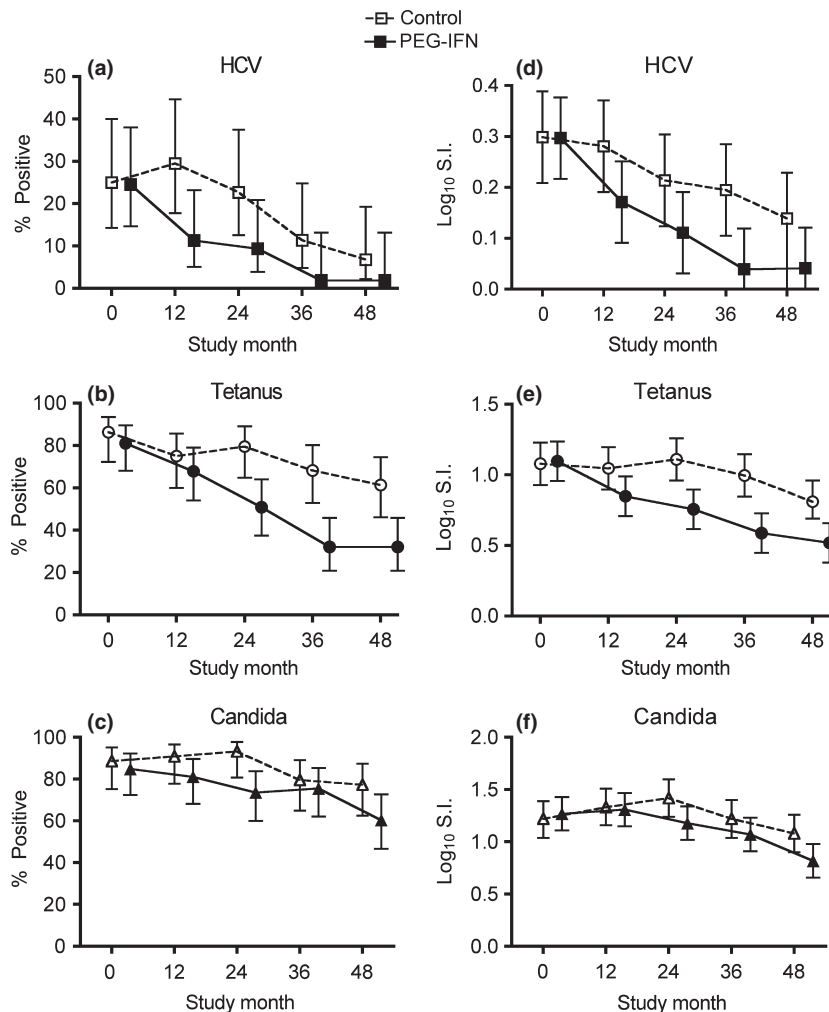 Control
PEG-IFN
(a) HCV
50
40
30
20
10
0
% Positive
0 12 24 36 48
Study month
(d) HCV
0.4
0.3
0.2
0.1
0.0
Log10 S.I.
0 12 24 36 48
Study month
(b) Tetanus
100
80
60
40
20
0
% Positive
0 12 24 36 48
Study month
(e) Tetanus
1.5
1.0
0.5
0.0
Log10 S.I.
0 12 24 36 48
Study month
(c) Candida
100
80
60
40
20
0
% Positive
0 12 24 36 48
Study month
(f) Candida
2.0
1.5
1.0
0.5
0.0
Log10 S.I.
0 12 24 36 48
Study month